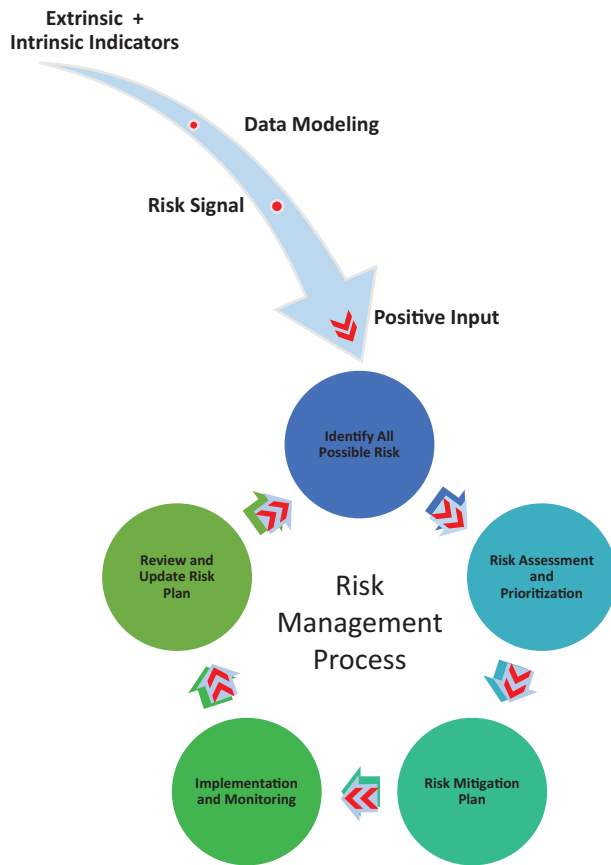 Extrinsic +
Intrinsic Indicators
Data Modeling
Risk Signal
Positive Input
Identify All
Possible Risk
Risk Assessment
and
Prioritization
Risk Mitigation
Plan
Implementation
and Monitoring
Review and
Update Risk
Plan
Risk
Management
Process